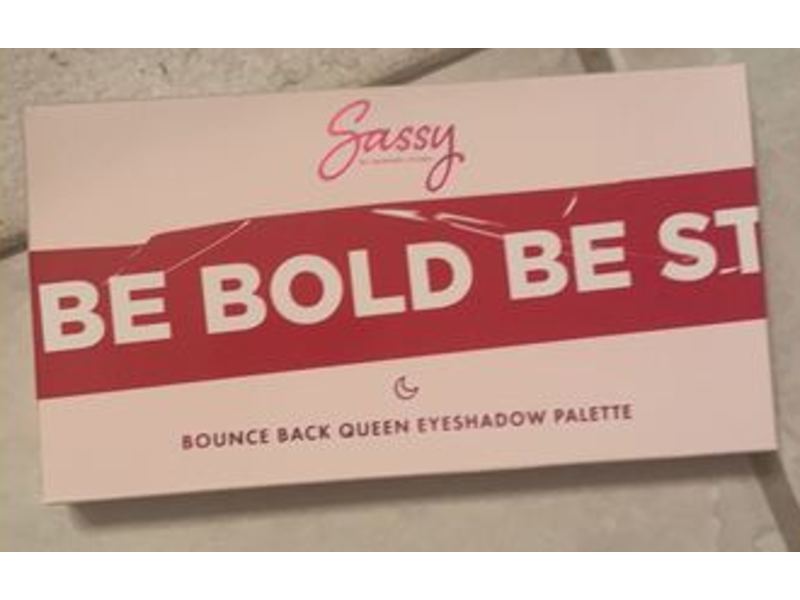 Sassy
BE BOLD BE ST
BOUNCE BACK QUEEN EYESHADOW PALETTE